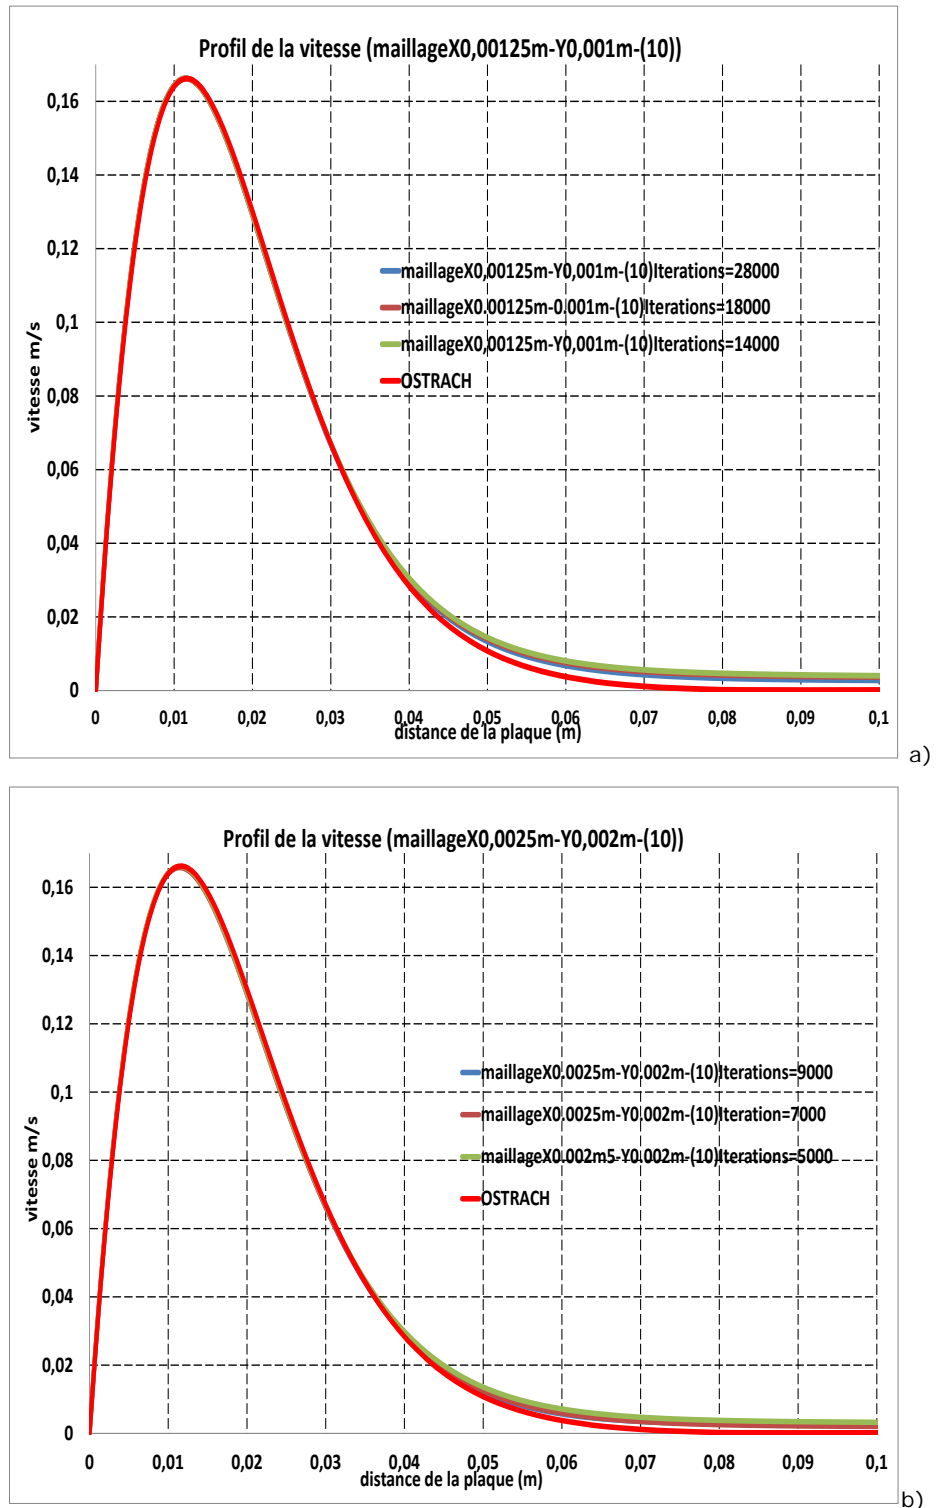 Profil de la vitesse (maillageX0,00125m-Y0,001m-(10))
0,16
0,14
0,12
0,1
0,08
0,06
0,04
0,02
0
vitesse m/s
maillageX0,00125m-Y0,001m-(10)Iterations=28000
maillageX0.00125m-0.001m-(10)Iterations=18000
maillageX0,00125m-Y0,001m-(10)Iterations=14000
OSTRACH
0 0,01 0,02 0,03 0,04 0,05 0,06 0,07 0,08 0,09 0,1
distance de la plaque (m)
a)
Profil de la vitesse (maillageX0,0025m-Y0,002m-(10))
0,16
0,14
0,12
0,1
0,08
0,06
0,04
0,02
0
vitesse m/s
maillageX0.0025m-Y0.002m-(10)Iterations=9000
maillageX0.0025m-Y0.002m-(10)Iteration=7000
maillageX0.002m5-Y0.002m-(10)Iterations=5000
OSTRACH
0 0,01 0,02 0,03 0,04 0,05 0,06 0,07 0,08 0,09 0,1
distance de la plaque (m)
b)